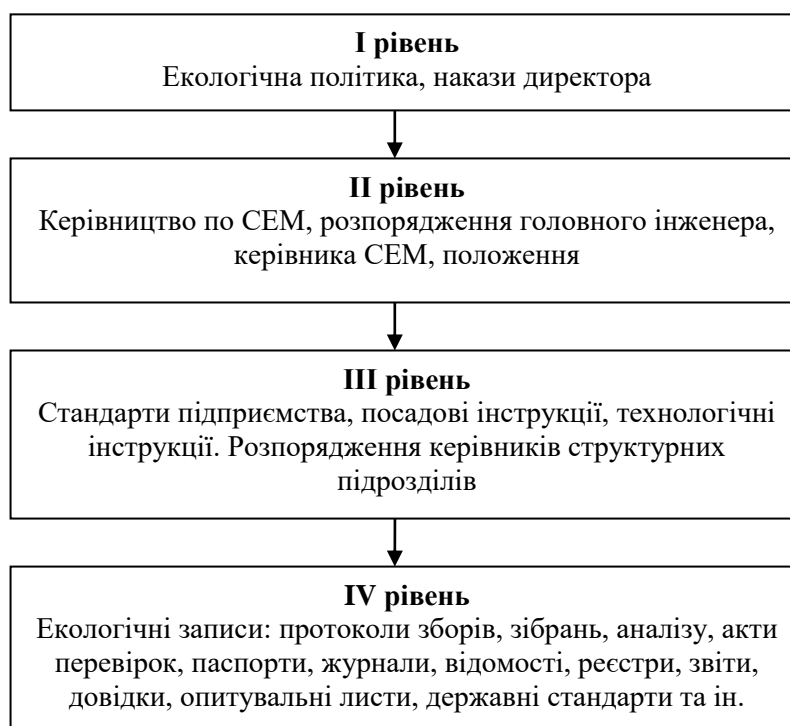 I рівень
Екологічна політика, накази директора
II рівень
Керівництво по СЕМ, розпорядження головного інженера,
керівника СЕМ, положення
III рівень
Стандарти підприємства, посадові інструкції, технологічні
інструкції. Розпорядження керівників структурних
підрозділів
IV рівень
Екологічні записи: протоколи зборів, зібрань, аналізу, акти
перевірок, паспорти, журнали, відомості, реєстри, звіти,
довідки, опитувальні листи, державні стандарти та ін.